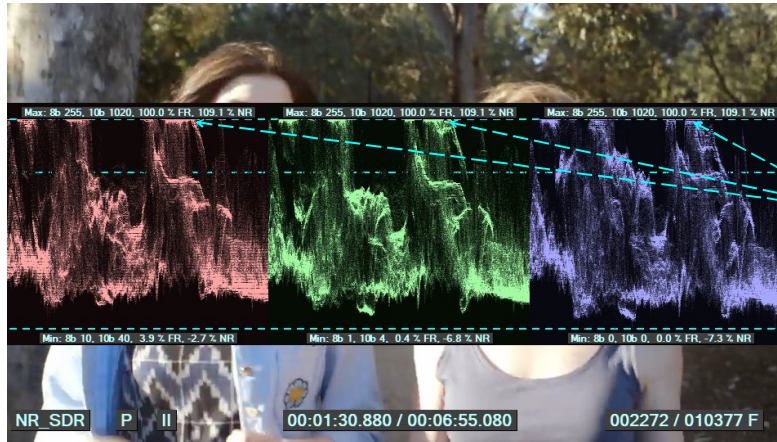 Max: 8b 255, 10b 1020, 100.0 % FR, 109.1 % NR
Max: 8b 255, 10b 1020, 100.0 % FR, 109.1 % NR
Max: 8b 255, 10b 1020, 100.0 % FR, 109.1 % NR
Min: 8b 10, 10b 40, 3.9 % FR, -2.7 % NR
Min: 8b 1, 10b 4, 0.4 % FR, -6.8 % NR
Min: 8b 0, 10b 0, 0.0 % FR, -7.3 % NR
NR_SDR P II 00:01:30.880 / 00:06:55.080 002272 / 010377 F